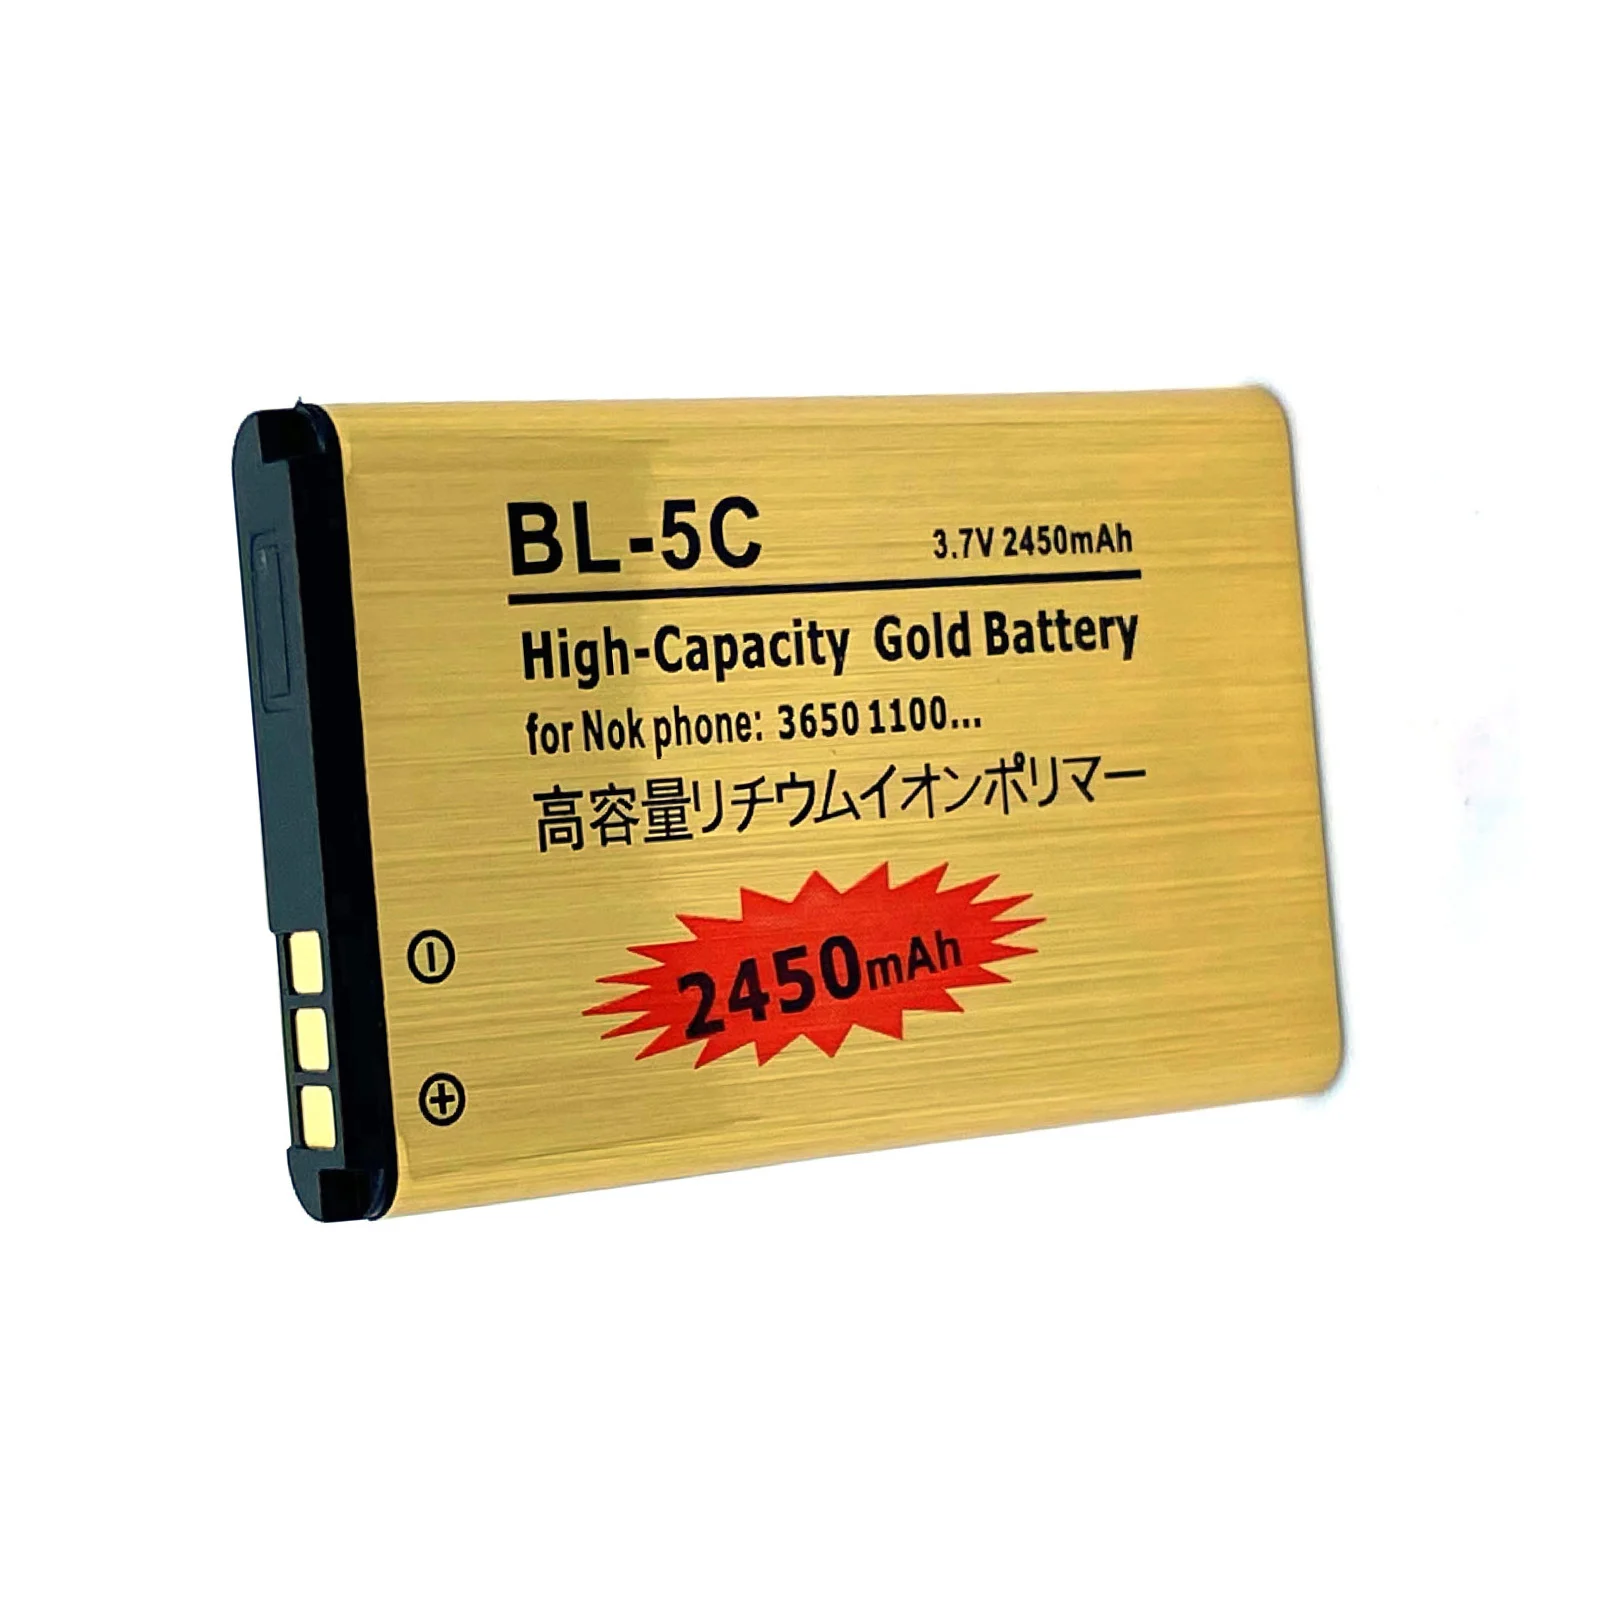 BL-5C 3.7V 2450mAh
High-Capacity Gold Battery
for Nok phone: 3650 1100...
高容量リチウムイオンポリマー
2450mAh
-
+